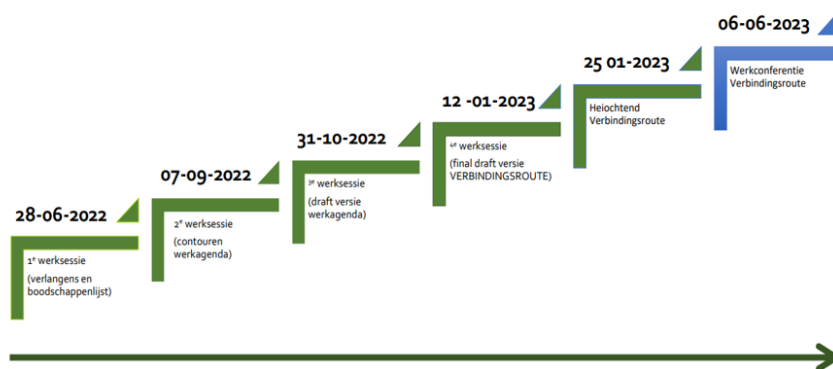 28-06-2022
1e werksessie
(verlangens en
boodschappenlijst)
07-09-2022
2e werksessie
(contouren
werkagenda)
31-10-2022
3e werksessie
(draft versie
werkagenda)
12 -01-2023
4e werksessie
(final draft versie
VERBINDINGSROUTE)
25 01-2023
Heiochtend
Verbindingsroute
06-06-2023
Werkconferentie
Verbindingsroute